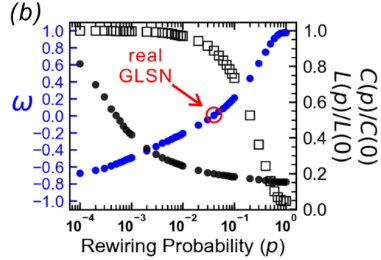 (b)
1.0
0.8
0.6
0.4
0.2
0.0
−0.2
−0.4
−0.6
−0.8
−1.0
ω
real
GLSN
1.0
0.8
0.6
0.4
0.2
0.0
C(p)/C(0)
L(p)/L(0)
10⁻⁴ 10⁻³ 10⁻² 10⁻¹ 10⁰
Rewiring Probability (p)